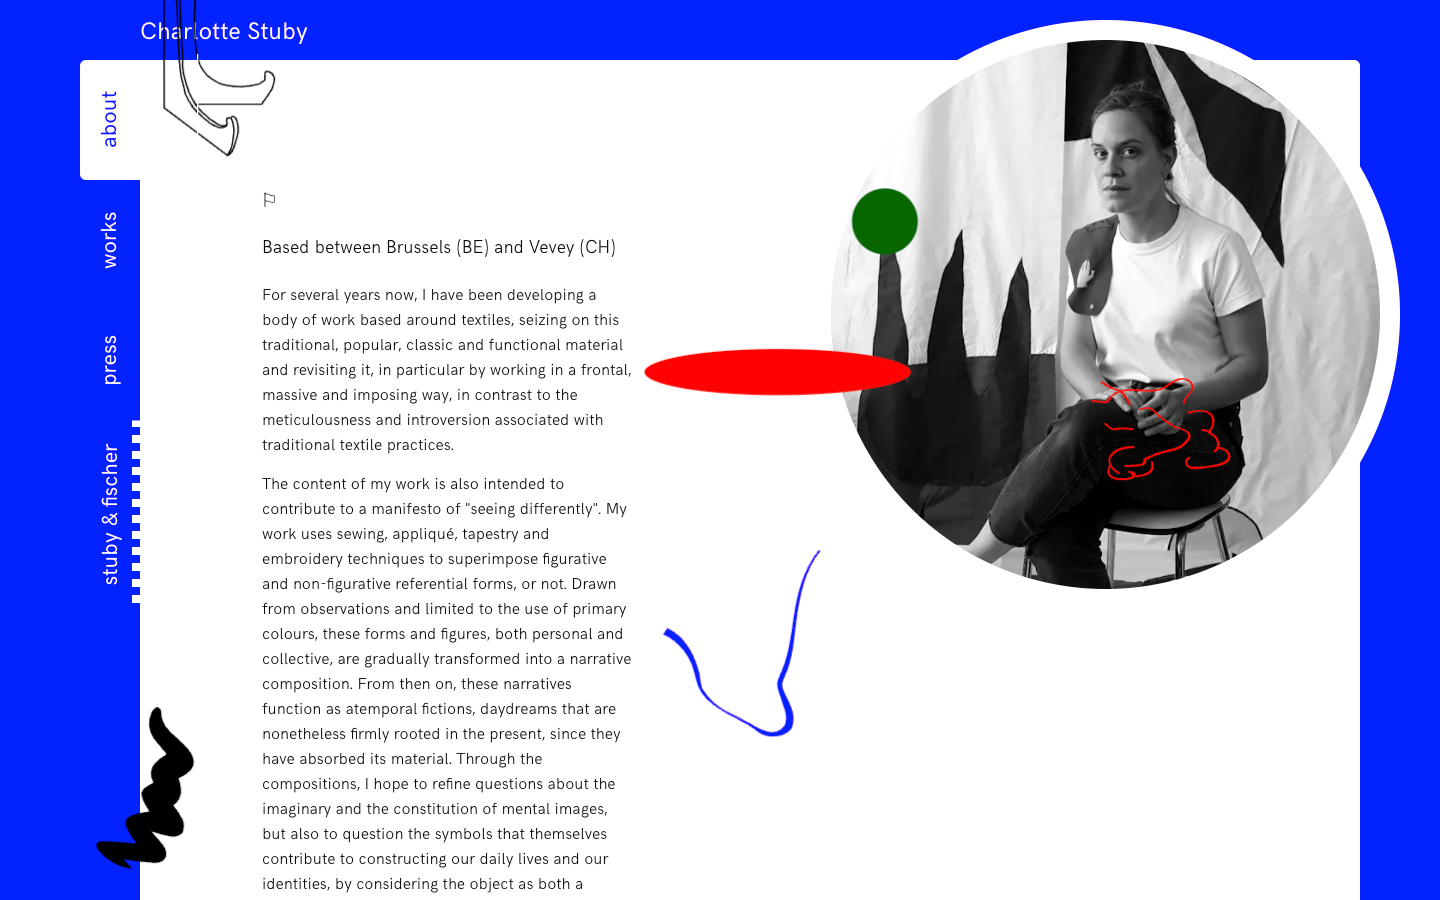 Charlotte Stuby
about
works
press
stuby & fischer
⚐
Based between Brussels (BE) and Vevey (CH)
For several years now, I have been developing a
body of work based around textiles, seizing on this
traditional, popular, classic and functional material
and revisiting it, in particular by working in a frontal,
massive and imposing way, in contrast to the
meticulousness and introversion associated with
traditional textile practices.
The content of my work is also intended to
contribute to a manifesto of "seeing differently". My
work uses sewing, appliqué, tapestry and
embroidery techniques to superimpose figurative
and non-figurative referential forms, or not. Drawn
from observations and limited to the use of primary
colours, these forms and figures, both personal and
collective, are gradually transformed into a narrative
composition. From then on, these narratives
function as atemporal fictions, daydreams that are
nonetheless firmly rooted in the present, since they
have absorbed its material. Through the
compositions, I hope to refine questions about the
imaginary and the constitution of mental images,
but also to question the symbols that themselves
contribute to constructing our daily lives and our
identities, by considering the object as both a